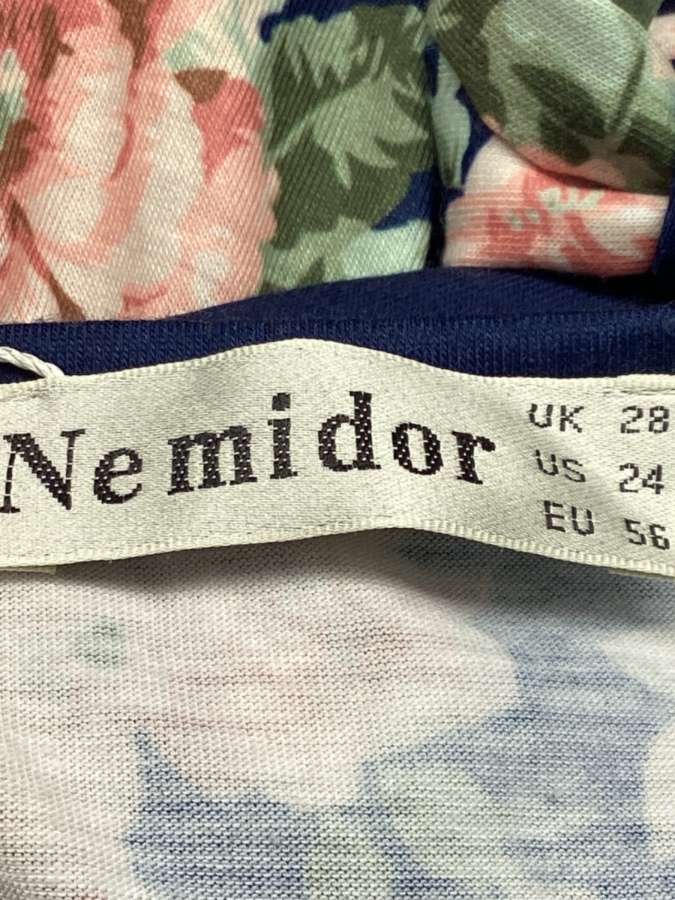 Nemidor
UK 28
US 24
EU 56